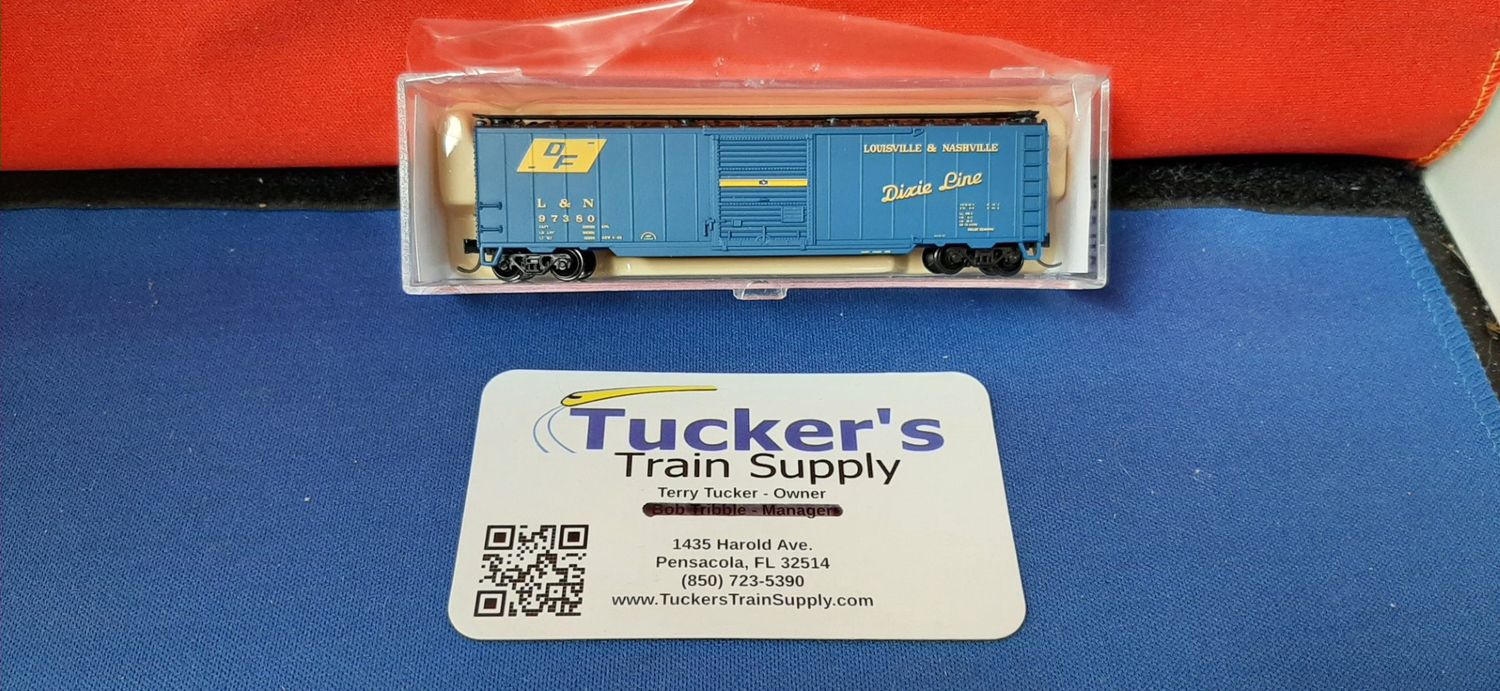 DF
L & N
97380
LOUISVILLE & NASHVILLE
Dixie Line
Tucker's
Train Supply
Terry Tucker - Owner
Bob Tribble - Manager
1435 Harold Ave.
Pensacola, FL 32514
(850) 723-5390
www.TuckersTrainSupply.com